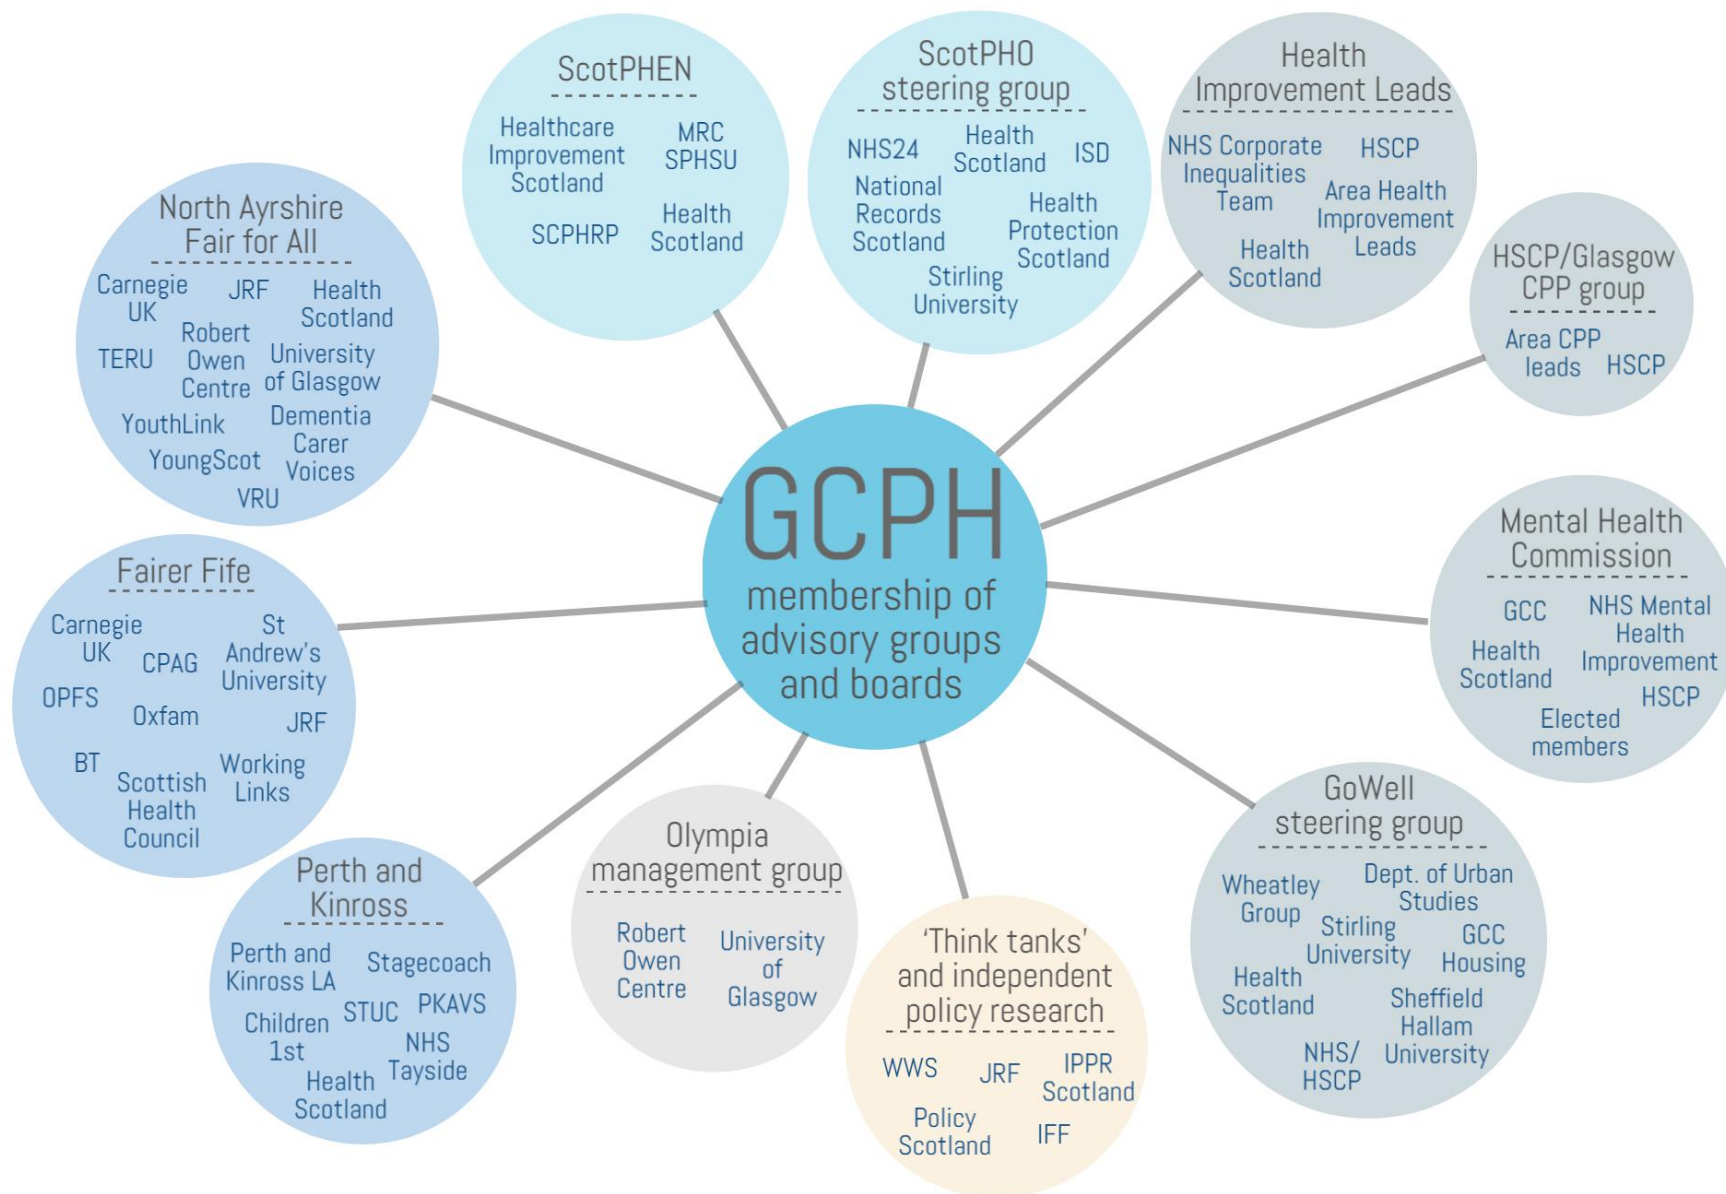 GCPH
membership of
advisory groups
and boards
ScotPHEN
Healthcare
Improvement
Scotland
MRC
SPHSU
SCPHRP
Health
Scotland
ScotPHO
steering group
NHS24
Health
Scotland
ISD
National
Records
Scotland
Health
Protection
Scotland
Stirling
University
Health
Improvement Leads
NHS Corporate
Inequalities
Team
HSCP
Area Health
Improvement
Leads
Health
Scotland
HSCP/Glasgow
CPP group
Area CPP
leads
HSCP
Mental Health
Commission
GCC
NHS Mental
Health
Improvement
Health
Scotland
HSCP
Elected
members
GoWell
steering group
Wheatley
Group
Dept. of Urban
Studies
Stirling
University
GCC
Housing
Health
Scotland
Sheffield
Hallam
University
NHS/
HSCP
'Think tanks'
and independent
policy research
WWS
JRF
IPPR
Scotland
Policy
Scotland
IFF
Olympia
management group
Robert
Owen
Centre
University
of
Glasgow
Perth and
Kinross
Perth and
Kinross LA
Stagecoach
STUC
PKAVS
Children
1st
NHS
Tayside
Health
Scotland
Fairer Fife
Carnegie
UK
CPAG
St
Andrew's
University
OPFS
Oxfam
JRF
BT
Scottish
Health
Council
Working
Links
North Ayrshire
Fair for All
Carnegie
UK
JRF
Health
Scotland
TERU
Robert
Owen
Centre
University
of Glasgow
YouthLink
Dementia
Carer
Voices
YoungScot
VRU